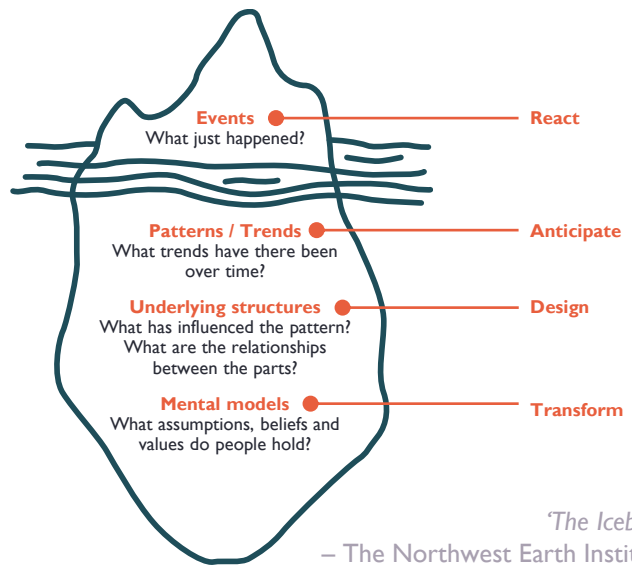 Events
What just happened?
React
Patterns / Trends
What trends have there been
over time?
Anticipate
Underlying structures
What has influenced the pattern?
What are the relationships
between the parts?
Design
Mental models
What assumptions, beliefs and
values do people hold?
Transform
‘The
– The Northwest Earth